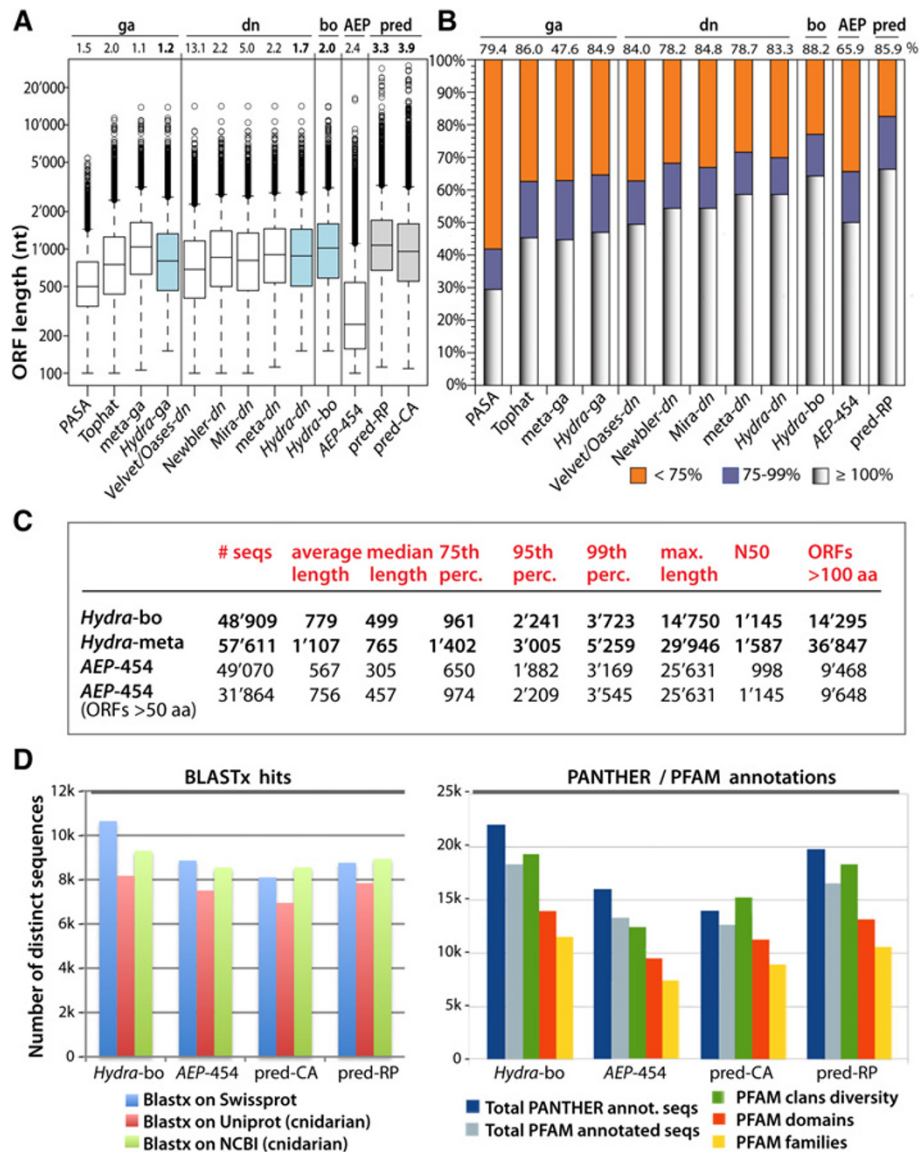 A
ga dn bo AEP pred
1.5 2.0 1.1 1.2 13.1 2.2 5.0 2.2 1.7 2.0 2.4 3.3 3.9
ORF length (nt)
20'000
10'000
5'000
2'000
1'000
500
200
100
PASA
Tophat
meta-ga
Hydra-ga
Velvet/Oases-dn
Newbler-dn
Mira-dn
meta-dn
Hydra-dn
Hydra-bo
AEP-454
pred-RP
pred-CA
B
ga dn bo AEP pred
79.4 86.0 47.6 84.9 84.0 78.2 84.8 78.7 83.3 88.2 65.9 85.9 %
100%
90%
80%
70%
60%
50%
40%
30%
20%
10%
0%
PASA
Tophat
meta-ga
Hydra-ga
Velvet/Oases-dn
Newbler-dn
Mira-dn
meta-dn
Hydra-dn
Hydra-bo
AEP-454
pred-RP
< 75% 75-99% ≥ 100%
C
# seqs average median 75th 95th 99th max. N50 ORFs
length length perc. perc. perc. length >100 aa
Hydra-bo 48'909 779 499 961 2'241 3'723 14'750 1'145 14'295
Hydra-meta 57'611 1'107 765 1'402 3'005 5'259 29'946 1'587 36'847
AEP-454 49'070 567 305 650 1'882 3'169 25'631 998 9'468
AEP-454 31'864 756 457 974 2'209 3'545 25'631 1'145 9'648
(ORFs >50 aa)
D
BLASTx hits
Number of distinct sequences
12k
10k
8k
6k
4k
2k
0
Hydra-bo AEP-454 pred-CA pred-RP
Blastx on Swissprot
Blastx on Uniprot (cnidarian)
Blastx on NCBI (cnidarian)
PANTHER / PFAM annotations
25k
20k
15k
10k
5k
0
Hydra-bo AEP-454 pred-CA pred-RP
Total PANTHER annot. seqs
Total PFAM annotated seqs
PFAM clans diversity
PFAM domains
PFAM families